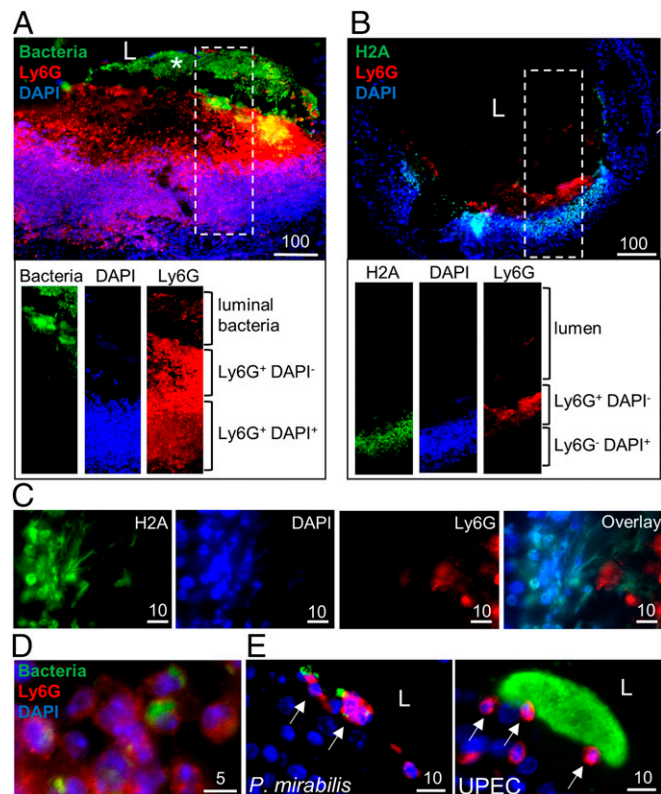 A
Bacteria
L
Ly6G
*
DAPI
100
Bacteria DAPI Ly6G
luminal
bacteria
Ly6G+ DAPI-
Ly6G+ DAPI+
B
H2A
Ly6G
DAPI
L
100
H2A DAPI Ly6G
lumen
Ly6G+ DAPI-
Ly6G- DAPI+
C
H2A
10
DAPI
10
Ly6G
10
Overlay
10
D
Bacteria
Ly6G
DAPI
5
E
L
P. mirabilis
10
L
UPEC
10